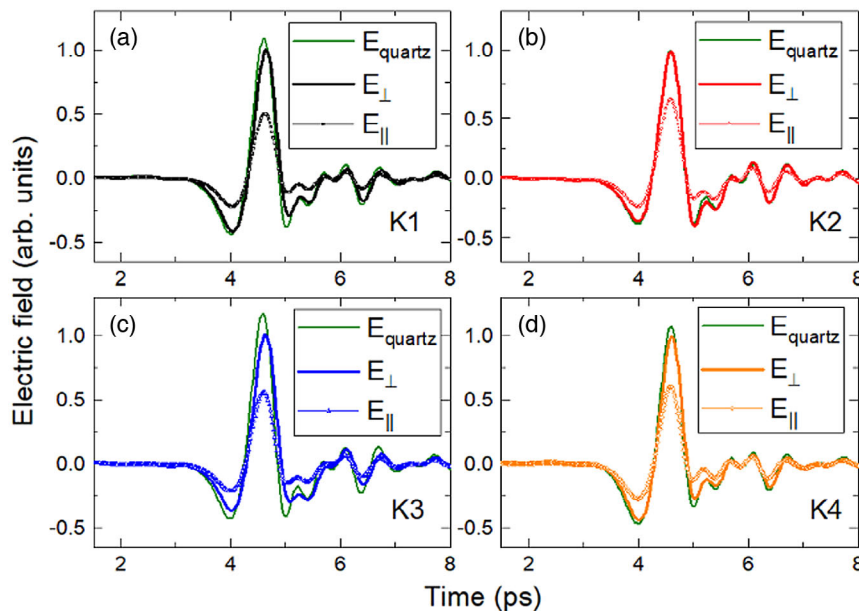 (a)
E_quartz
E_⊥
E_||
1.0
0.5
0.0
-0.5
K1
2 4 6 8
(b)
E_quartz
E_⊥
E_||
1.0
0.5
0.0
-0.5
K2
2 4 6 8
(c)
E_quartz
E_⊥
E_||
1.0
0.5
0.0
-0.5
K3
2 4 6 8
(d)
E_quartz
E_⊥
E_||
1.0
0.5
0.0
-0.5
K4
2 4 6 8
Electric field (arb. units)
Time (ps)